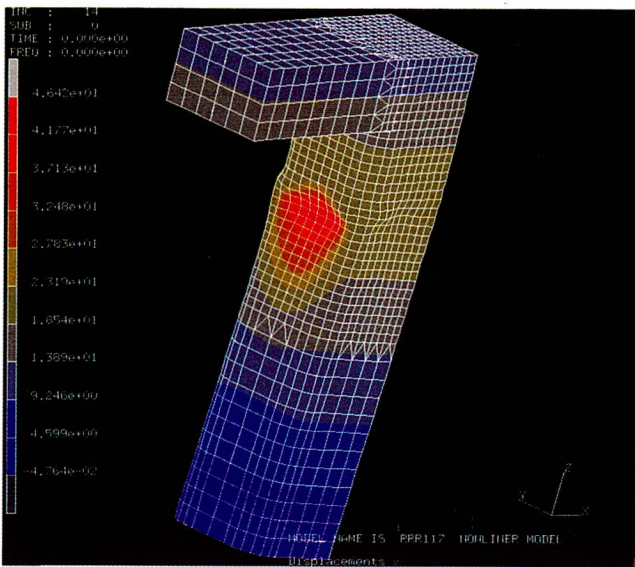 INC : 14
SUB : 0
TIME : 0.000e+00
FREQ : 0.000e+00
4.642e+01
4.177e+01
3.713e+01
3.248e+01
2.783e+01
2.319e+01
1.854e+01
1.389e+01
9.246e+00
4.599e+00
-4.764e-02
Z
Y
X
MODEL NAME IS RRR117 NONLINER MODEL
Displacements